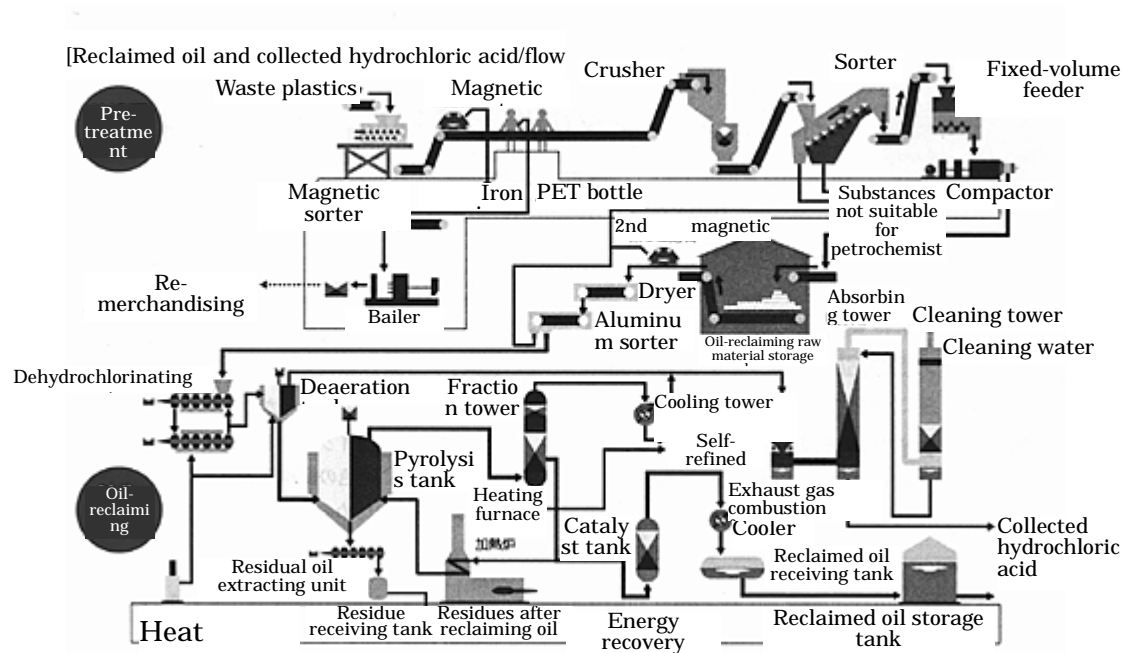 [Reclaimed oil and collected hydrochloric acid/flow
Pre-
treatme
nt
Waste plastics
Magnetic
Crusher
Sorter
Fixed-volume
feeder
Magnetic
sorter
Iron
PET bottle
Substances
not suitable
for
petrochemist
Compactor
2nd
magnetic
Re-
merchandising
Bailer
Dryer
Aluminu
m sorter
Oil-reclaiming raw
material storage
Absorbin
g tower
Cleaning tower
Cleaning water
Dehydrochlorinating
Deaeration
Fractio
n tower
Cooling tower
Self-
refined
Pyrolysi
s tank
Heating
furnace
Exhaust gas
combustion
Cooler
Oil-
reclaimi
ng
加熱炉
Cataly
st tank
Collected
hydrochloric
acid
Residual oil
extracting unit
Reclaimed oil
receiving tank
Residue
receiving tank
Residues after
reclaiming oil
Heat
Energy
recovery
Reclaimed oil storage
tank